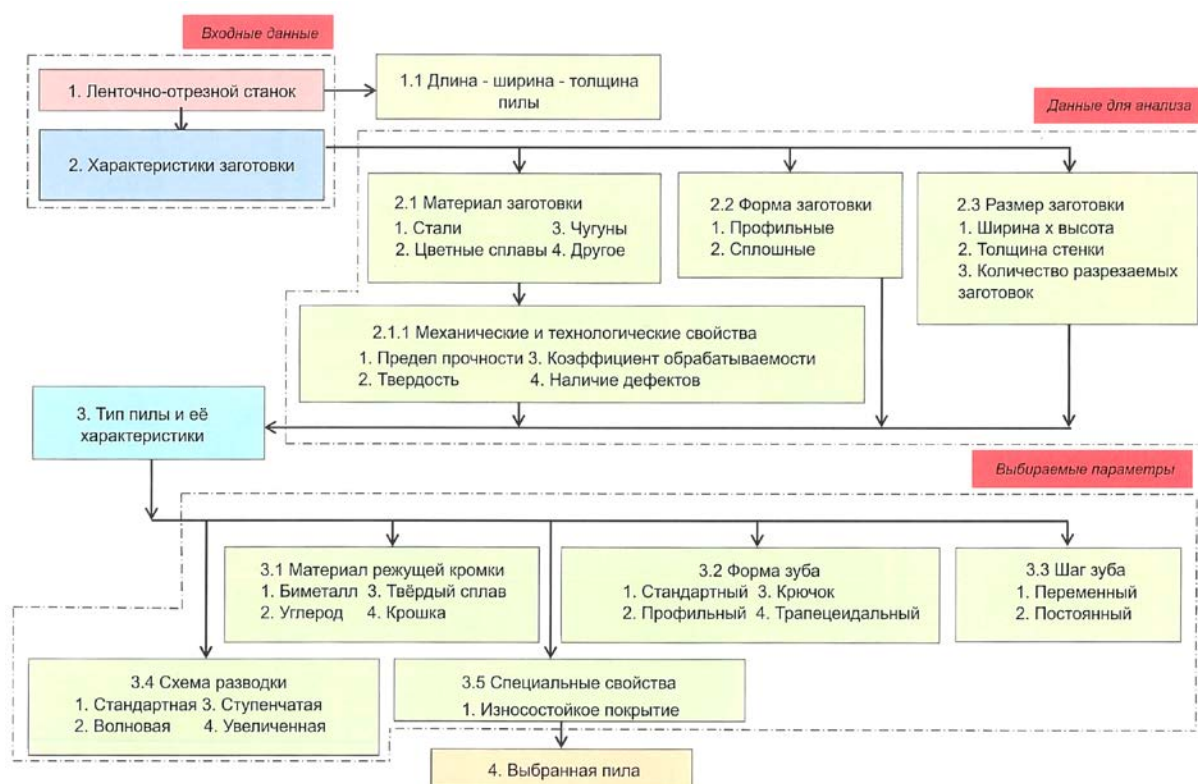 Входные данные
1. Ленточно-отрезной станок
1.1 Длина - ширина - толщина
пилы
Данные для анализа
2. Характеристики заготовки
2.1 Материал заготовки
1. Стали 3. Чугуны
2. Цветные сплавы 4. Другое
2.2 Форма заготовки
1. Профильные
2. Сплошные
2.3 Размер заготовки
1. Ширина х высота
2. Толщина стенки
3. Количество разрезаемых
заготовок
2.1.1 Механические и технологические свойства
1. Предел прочности 3. Коэффициент обрабатываемости
2. Твердость 4. Наличие дефектов
3. Тип пилы и её
характеристики
Выбираемые параметры
3.1 Материал режущей кромки
1. Биметалл 3. Твёрдый сплав
2. Углерод 4. Крошка
3.2 Форма зуба
1. Стандартный 3. Крючок
2. Профильный 4. Трапецеидальный
3.3 Шаг зуба
1. Переменный
2. Постоянный
3.4 Схема разводки
1. Стандартная 3. Ступенчатая
2. Волновая 4. Увеличенная
3.5 Специальные свойства
1. Износостойкое покрытие
4. Выбранная пила